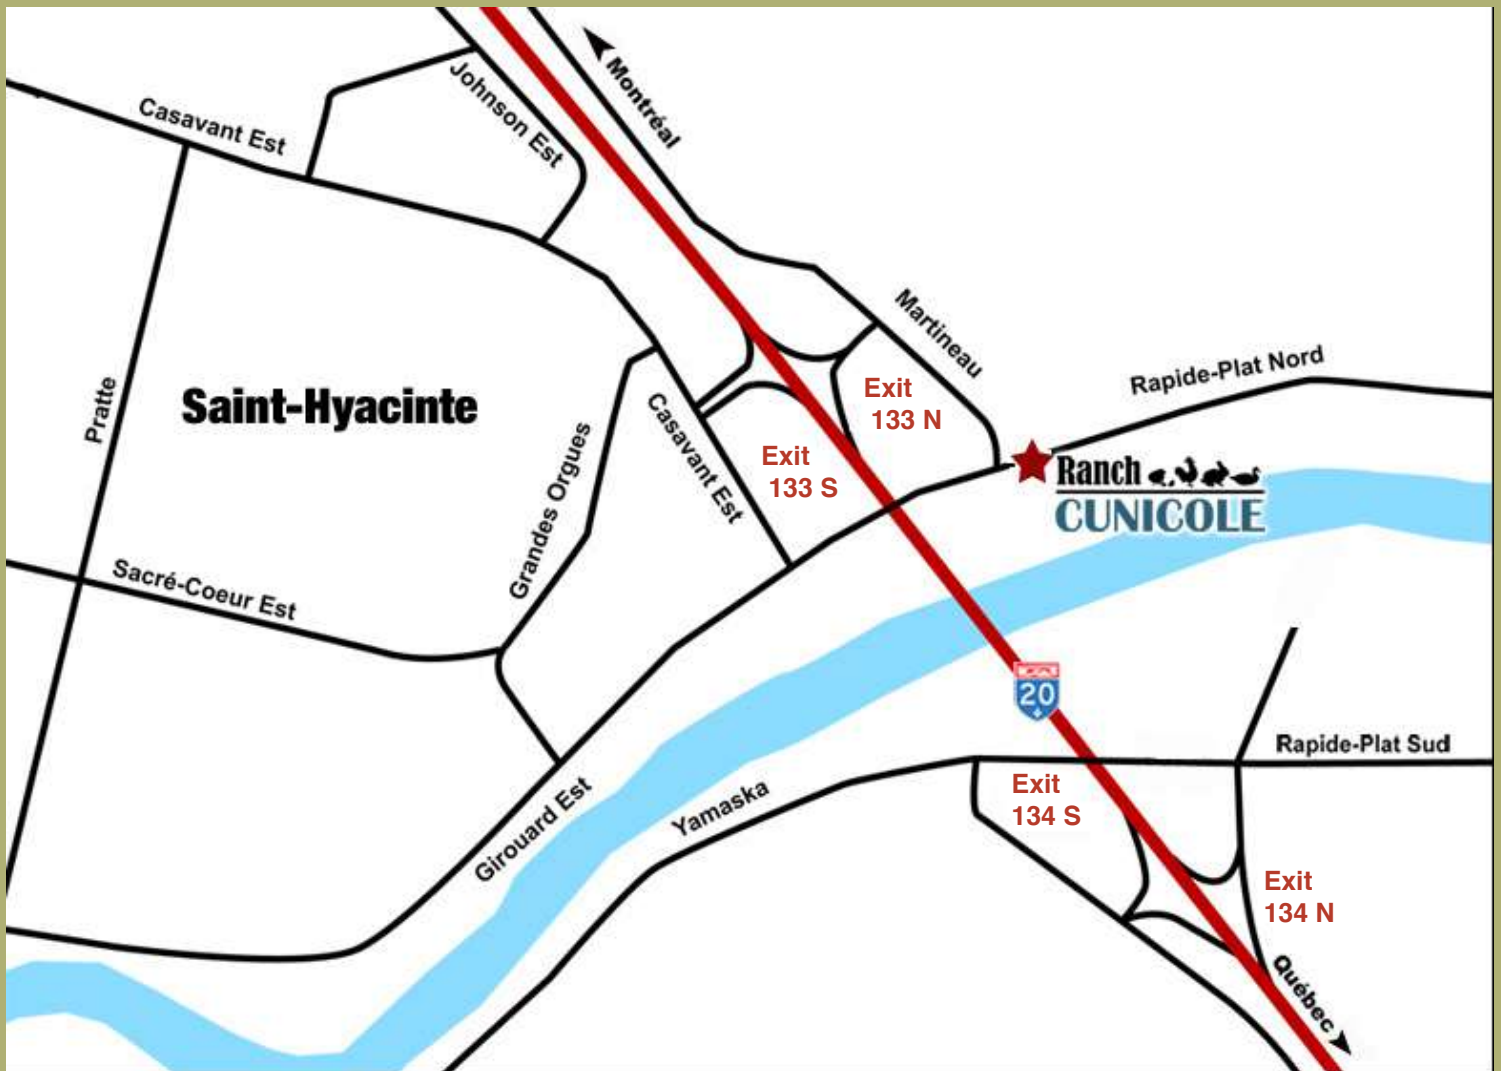 Montréal
Johnson Est
Casavant Est
Martineau
Rapide-Plat Nord
Pratte
Saint-Hyacinte
Exit
133 N
Casavant Est
Grandes Orgues
Exit
133 S
Ranch
CUNICOLE
Sacré-Coeur Est
20
Rapide-Plat Sud
Girouard Est
Yamaska
Exit
134 S
Exit
134 N
Québec